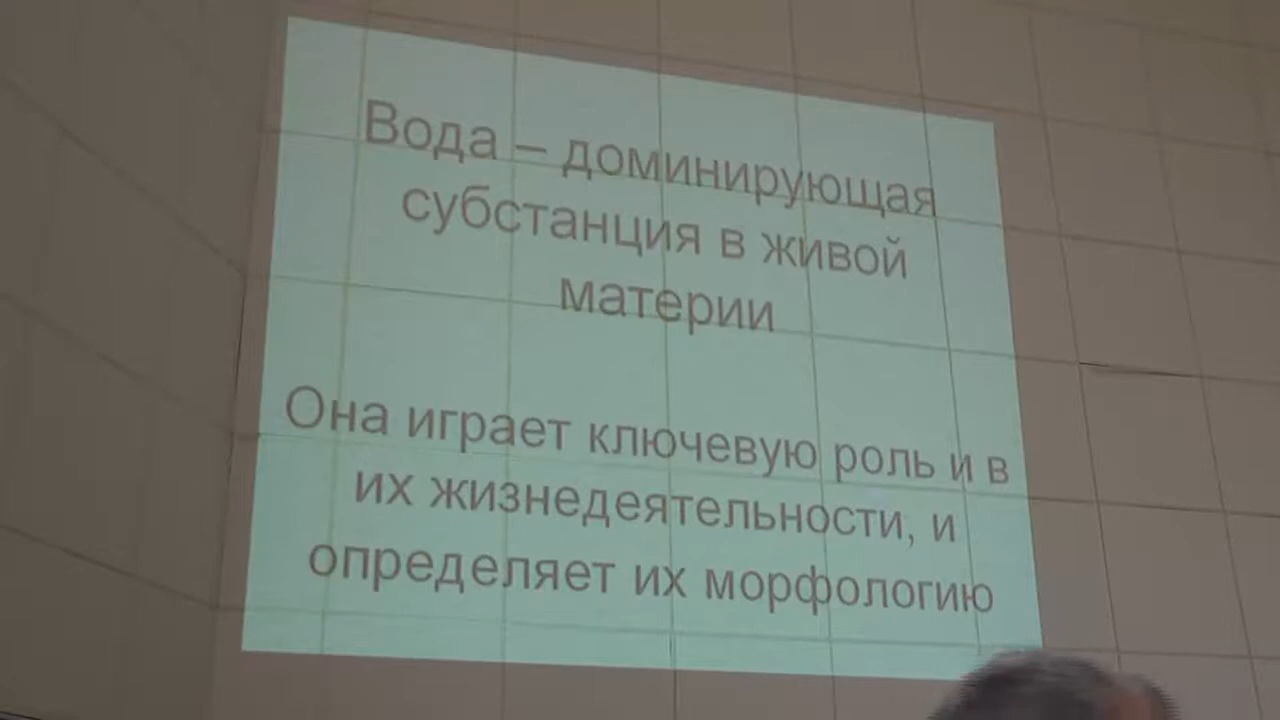 Вода – доминирующая
субстанция в живой
материи
Она играет ключевую роль и в
их жизнедеятельности, и
определяет их морфологию